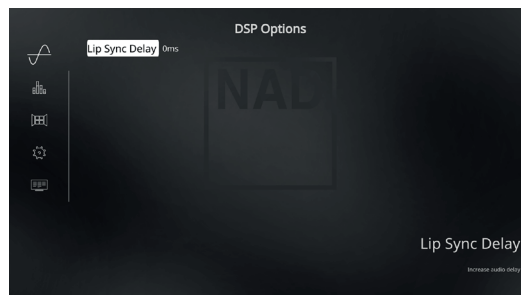 DSP Options
Lip Sync Delay 0ms
NAD
Lip Sync Delay
Increase audio delay